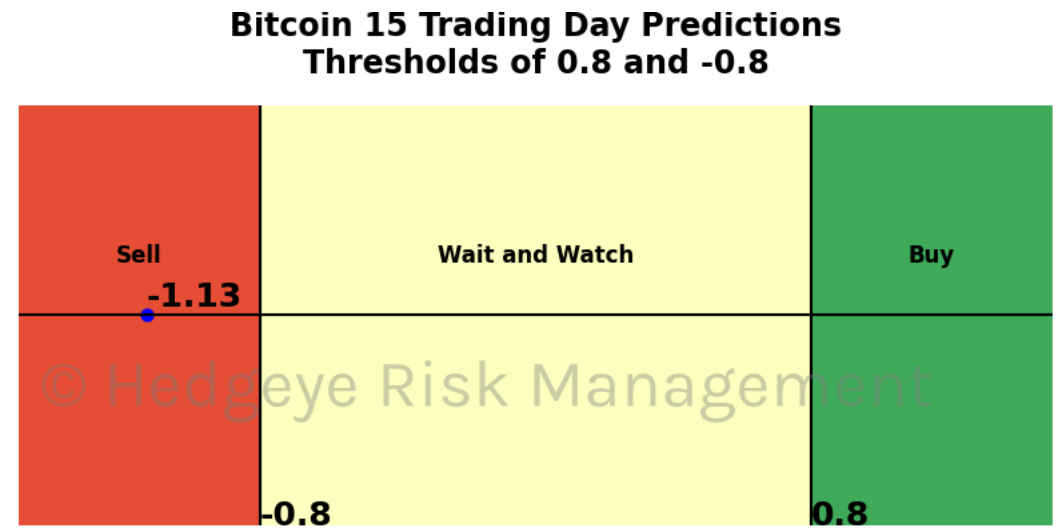 Bitcoin 15 Trading Day Predictions
Thresholds of 0.8 and -0.8
Sell
Wait and Watch
Buy
-1.13
© Hedgeye Risk Management
-0.8
0.8